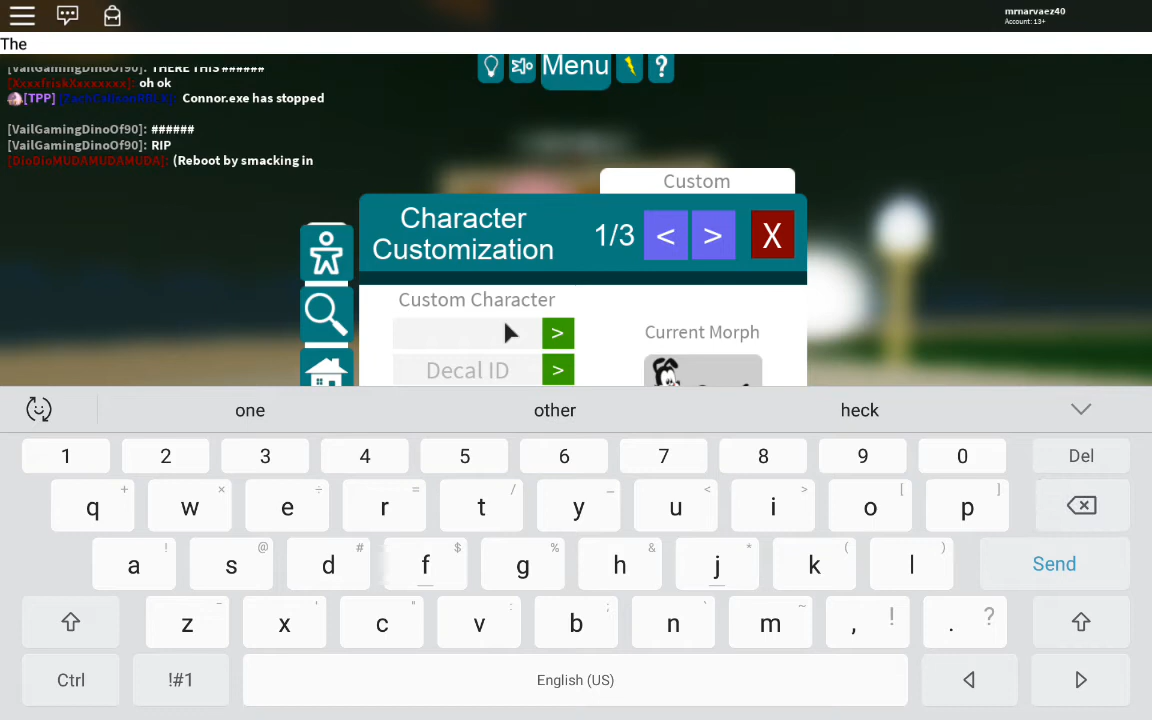 mrnarvaez40
Account: 13+
The
[VailGamingDinoOf90]: THERE THIS ######
[XxxxfriskXxxxxxxx]: oh ok
[TPP] Connor.exe has stopped
[VailGamingDinoOf90]: ######
[VailGamingDinoOf90]: RIP
[DioDioMUDAMUDAMUDA]: (Reboot by smacking in
Menu
?
Custom
Character
Customization
1/3 < > X
Custom Character
>
Decal ID >
Current Morph
one other heck
1 2 3 4 5 6 7 8 9 0 Del
q + w × e ÷ r = t / y _ u < i > o [ p ]
a ! s @ d # f $ g % h & j * k ( l ) Send
z - x ' c " v : b ; n ` m ~ , ! . ?
Ctrl !#1 English (US)